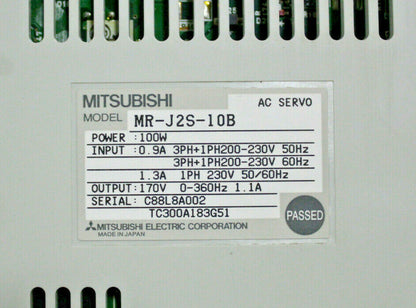 MITSUBISHI AC SERVO
MODEL MR-J2S-10B
POWER :100W
INPUT :0.9A 3PH+1PH200-230V 50Hz
3PH+1PH200-230V 60Hz
1.3A 1PH 230V 50/60Hz
OUTPUT:170V 0-360Hz 1.1A
SERIAL: C88L8A002
TC300A183G51
PASSED
MITSUBISHI ELECTRIC CORPORATION
MADE IN JAPAN